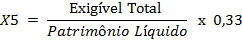 X5 = Exigível Total / Patrimônio Líquido x 0,33